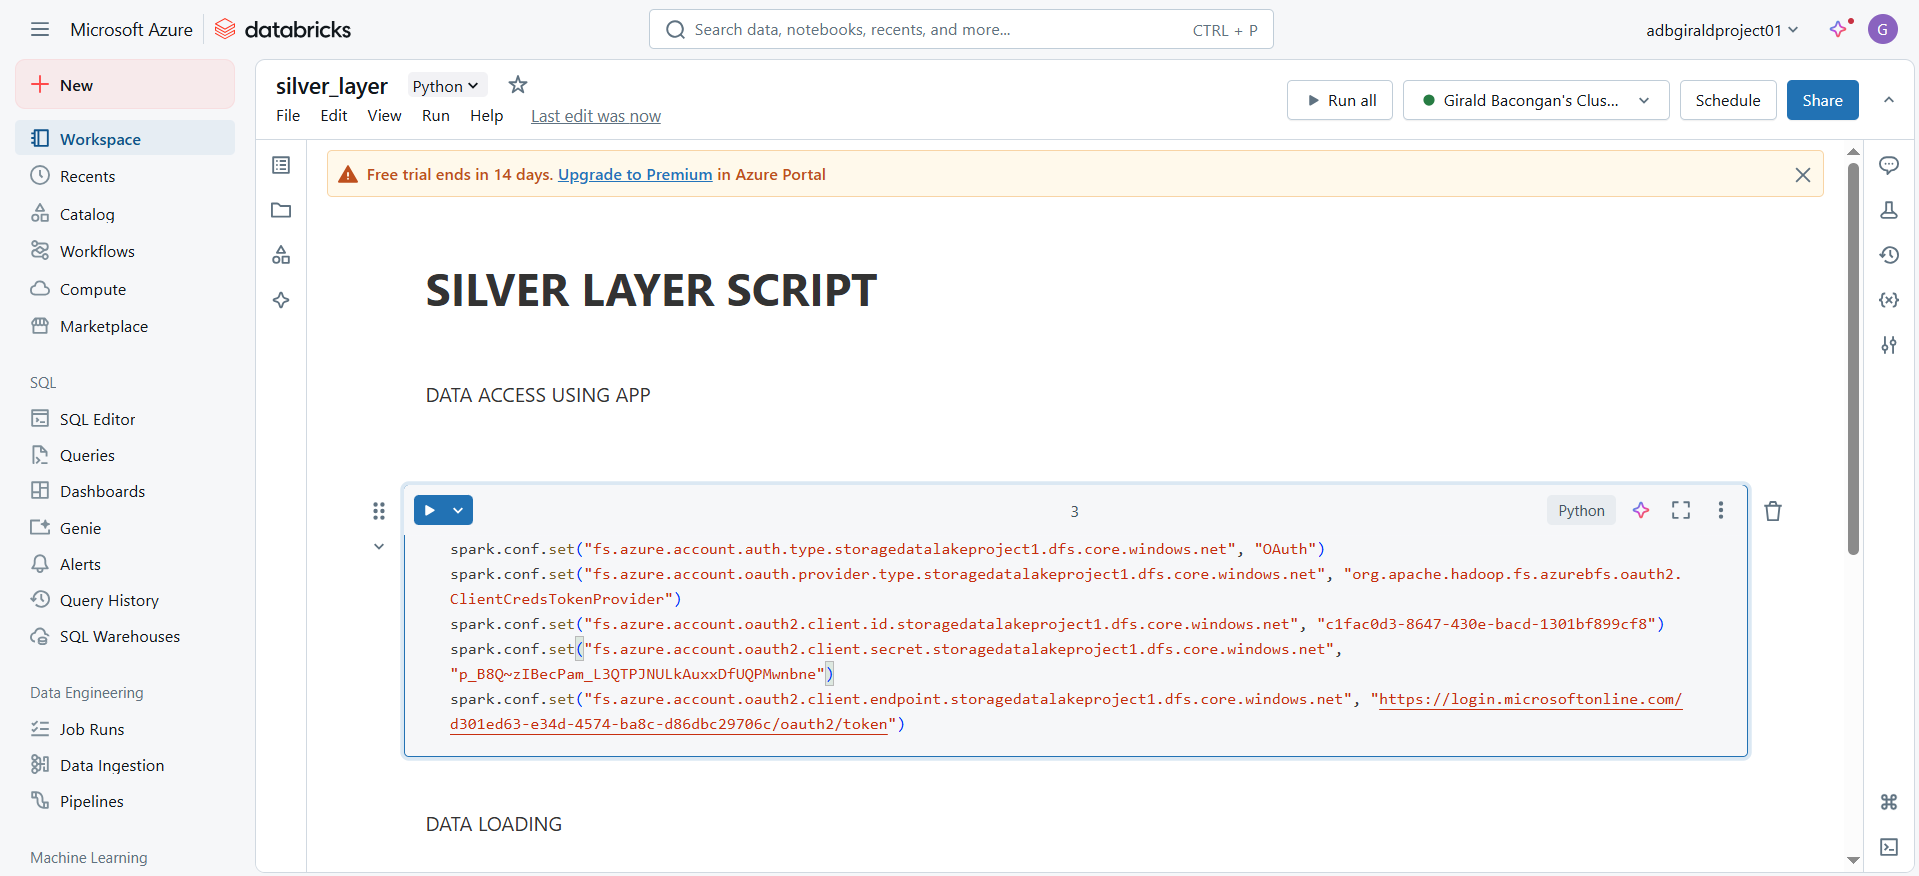 Microsoft Azure databricks
Search data, notebooks, recents, and more... CTRL + P
adbgiraldproject01
G
New
Workspace
Recents
Catalog
Workflows
Compute
Marketplace
SQL
SQL Editor
Queries
Dashboards
Genie
Alerts
Query History
SQL Warehouses
Data Engineering
Job Runs
Data Ingestion
Pipelines
Machine Learning
silver_layer Python
File Edit View Run Help Last edit was now
Run all Girald Bacongan's Clus... Schedule Share
Free trial ends in 14 days. Upgrade to Premium in Azure Portal
SILVER LAYER SCRIPT
DATA ACCESS USING APP
3 Python
spark.conf.set("fs.azure.account.auth.type.storagedatalakeproject1.dfs.core.windows.net", "OAuth")
spark.conf.set("fs.azure.account.oauth.provider.type.storagedatalakeproject1.dfs.core.windows.net", "org.apache.hadoop.fs.azurebfs.oauth2.
ClientCredsTokenProvider")
spark.conf.set("fs.azure.account.oauth2.client.id.storagedatalakeproject1.dfs.core.windows.net", "c1fac0d3-8647-430e-bacd-1301bf899cf8")
spark.conf.set("fs.azure.account.oauth2.client.secret.storagedatalakeproject1.dfs.core.windows.net",
"p_B8Q~zIBecPam_L3QTPJNULkAuxxDfUQPMwnbne")
spark.conf.set("fs.azure.account.oauth2.client.endpoint.storagedatalakeproject1.dfs.core.windows.net", "https://login.microsoftonline.com/
d301ed63-e34d-4574-ba8c-d86dbc29706c/oauth2/token")
DATA LOADING